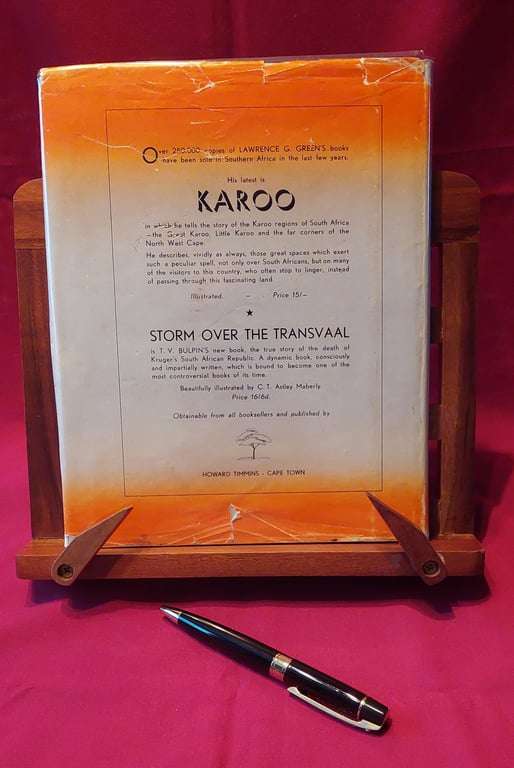 Over 250,000 copies of LAWRENCE G. GREEN'S books
have been sold in Southern Africa in the last few years.
His latest is
KAROO
in which he tells the story of the Karoo regions of South Africa
—the Great Karoo, Little Karoo and the far corners of the
North West Cape.
He describes, vividly as always, those great spaces which exert
such a peculiar spell, not only over South Africans, but on many
of the visitors to this country, who often stop to linger, instead
of passing through this fascinating land.
Illustrated. – Price 15/–
★
STORM OVER THE TRANSVAAL
is T. V. BULPIN'S new book, the true story of the death of
Kruger's South African Republic. A dynamic book, consciously
and impartially written, which is bound to become one of the
most controversial books of its time.
Beautifully illustrated by C. T. Astley Maberly.
Price 16/6d.
Obtainable from all booksellers and published by
HOWARD TIMMINS - CAPE TOWN